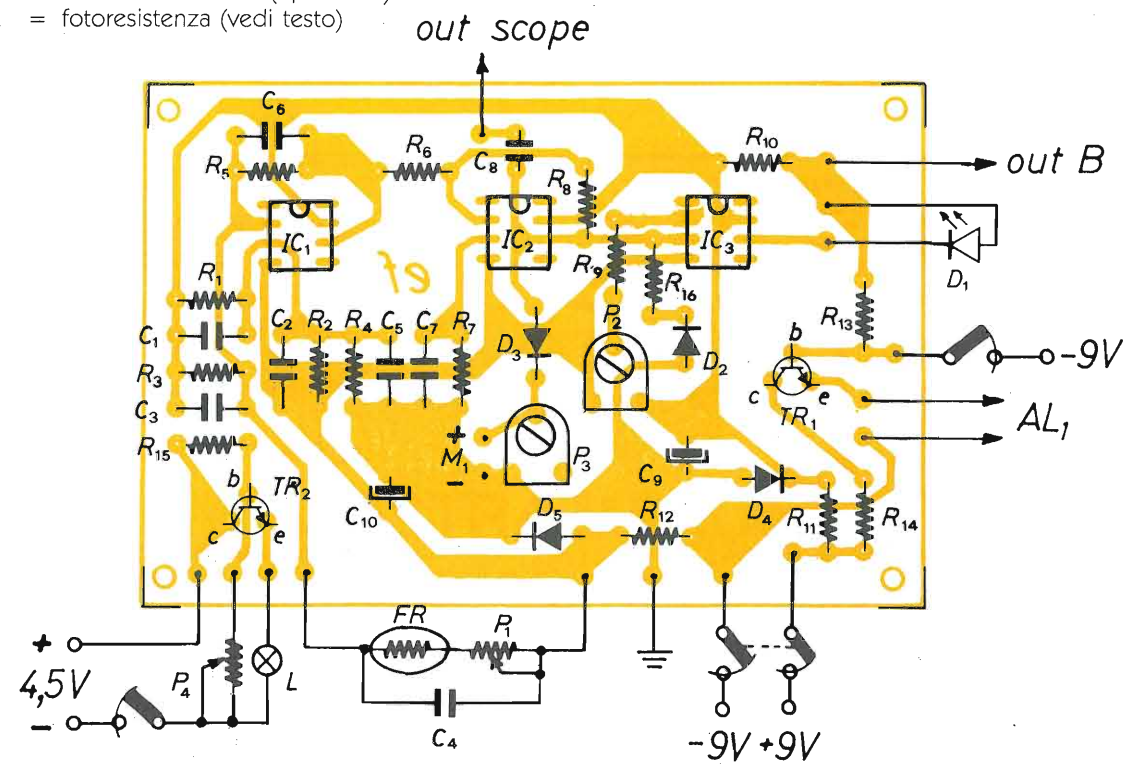 = fotoresistenza (vedi testo)
out scope
C6
R5
R6
C8
R8
R10
out B
IC1
IC2
IC3
ef
R9
R16
D1
R1
C1
R3
C3
R15
C2
R2
R4
C5
C7
R7
D3
P2
D2
R13
b
c
e
TR1
-9V
AL1
+
M1
-
P3
C9
D4
b
TR2
c
e
C10
D5
R12
R11
R14
+
4,5V
-
P4
L
FR
P1
C4
-9V +9V